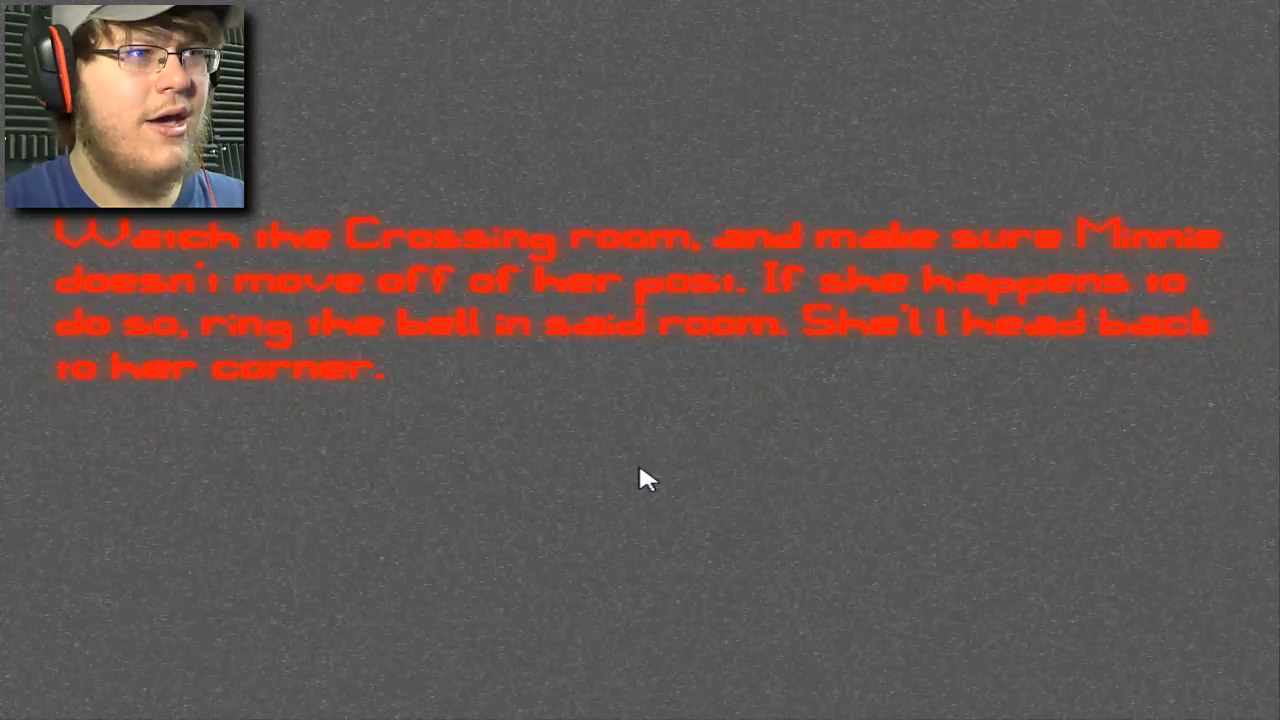 Watch the Crossing room, and make sure Minnie
doesn't move off of her post. If she happens to
do so, ring the bell in said room. She'll head back
to her corner.